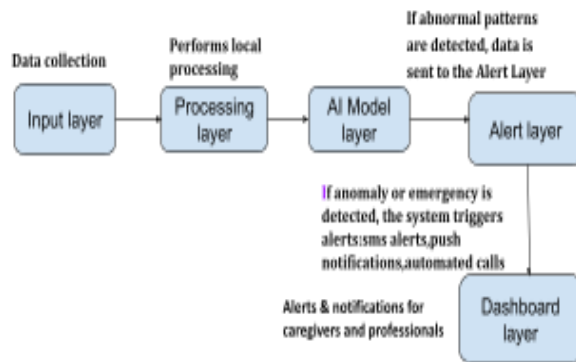 Data collection
Input layer
Performs local
processing
Processing
layer
AI Model
layer
If abnormal patterns
are detected, data is
sent to the Alert Layer
Alert layer
If anomaly or emergency is
detected, the system triggers
alerts:sms alerts,push
notifications,automated calls
Alerts & notifications for
caregivers and professionals
Dashboard
layer